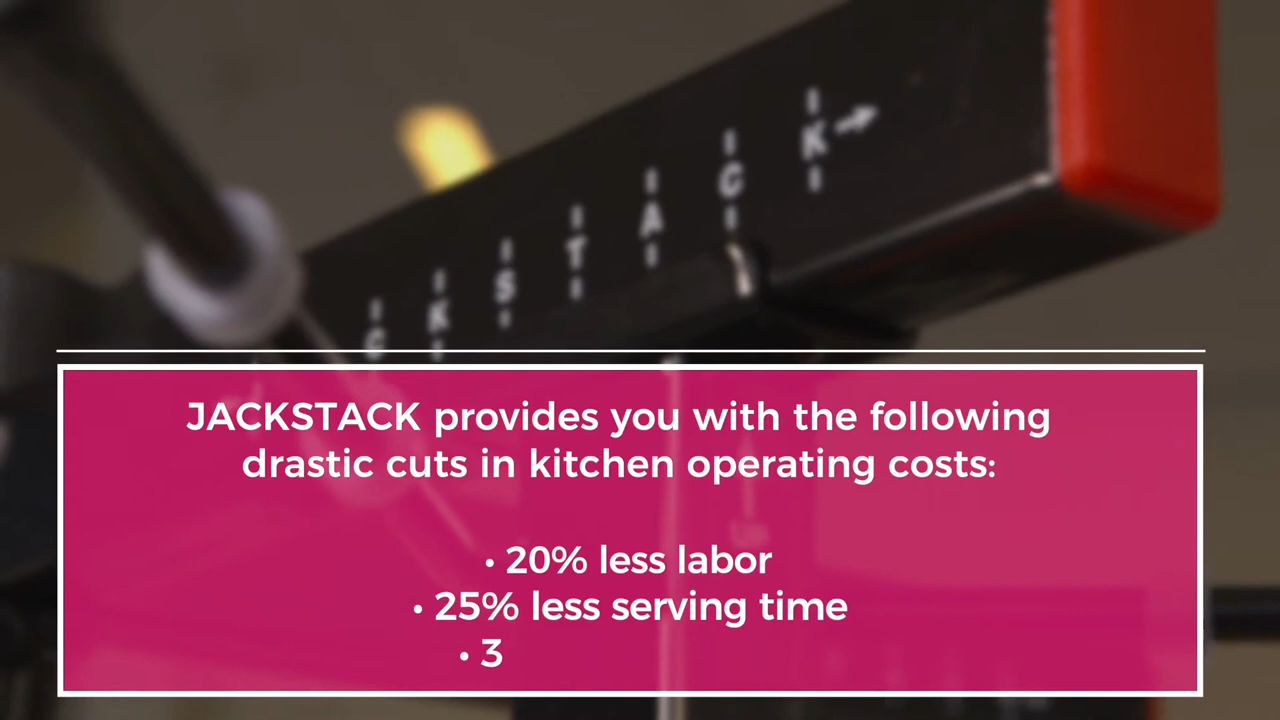 K →
C
A
T
S
K
C
JACKSTACK provides you with the following
drastic cuts in kitchen operating costs:
• 20% less labor
• 25% less serving time
• 3